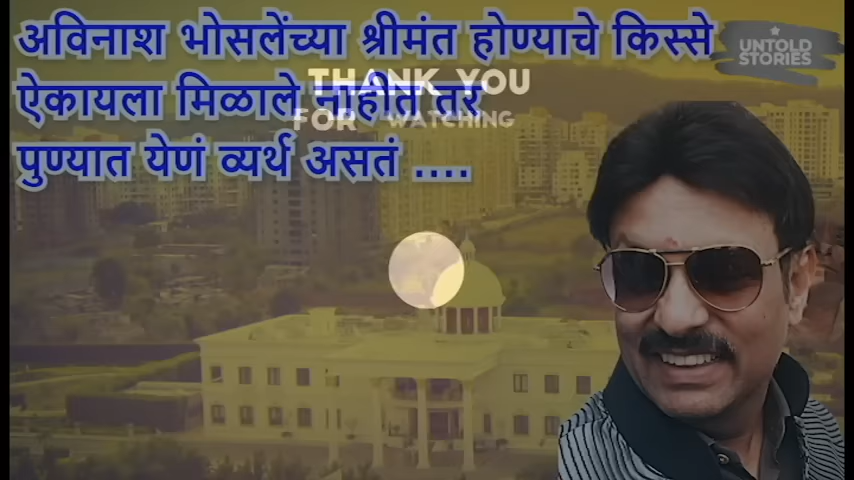 अविनाश भोसलेंच्या श्रीमंत होण्याचे किस्से
ऐकायला मिळाले नाहीत तर
पुण्यात येणं व्यर्थ असतं ....
THANK YOU
FOR WATCHING
UNTOLD
STORIES